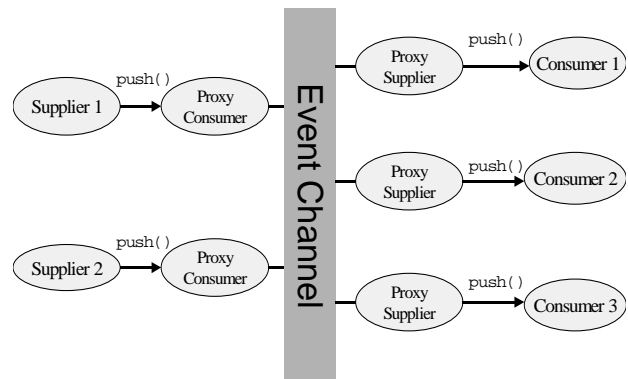 push()
Supplier 1
Proxy
Consumer
push()
Supplier 2
Proxy
Consumer
Event Channel
Proxy
Supplier
push()
Consumer 1
Proxy
Supplier
push()
Consumer 2
Proxy
Supplier
push()
Consumer 3